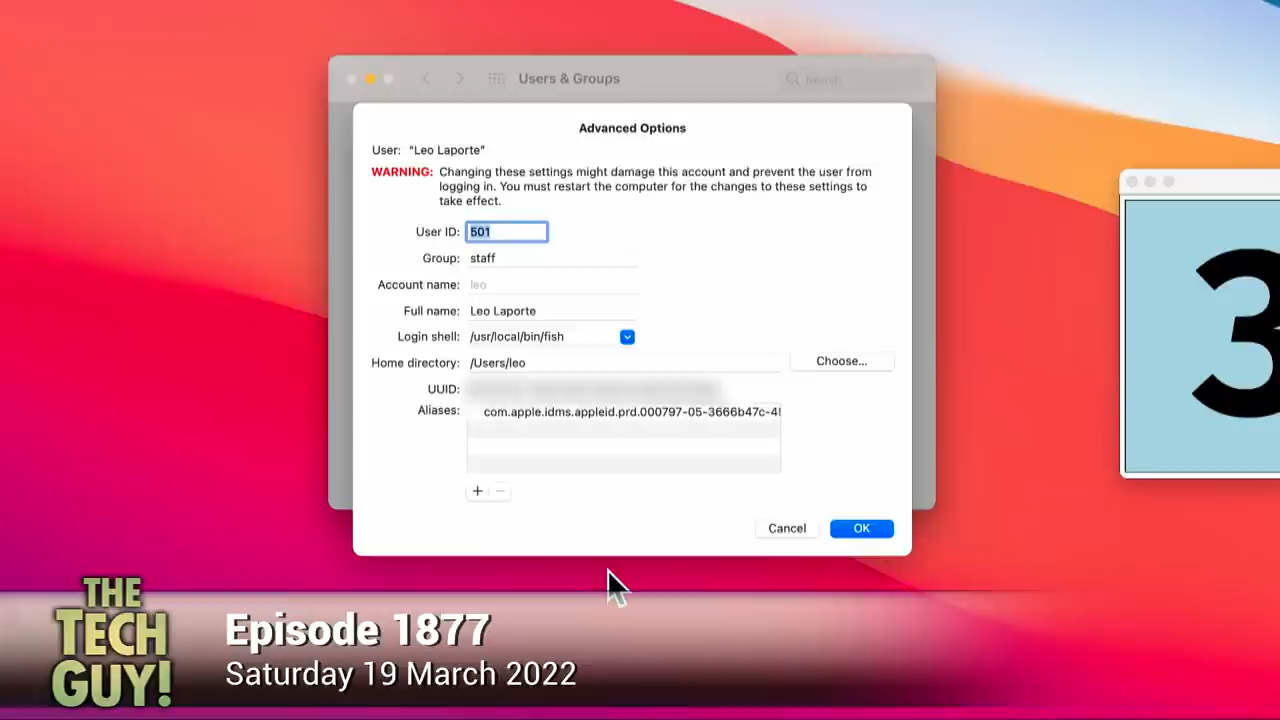 Users & Groups
Search
Advanced Options
User: "Leo Laporte"
WARNING: Changing these settings might damage this account and prevent the user from
logging in. You must restart the computer for the changes to these settings to
take effect.
User ID: 501
Group: staff
Account name: leo
Full name: Leo Laporte
Login shell: /usr/local/bin/fish
Home directory: /Users/leo
Choose...
UUID:
Aliases: com.apple.idms.appleid.prd.000797-05-3666b47c-4!
+ −
Cancel
OK
3
THE
TECH
GUY!
Episode 1877
Saturday 19 March 2022